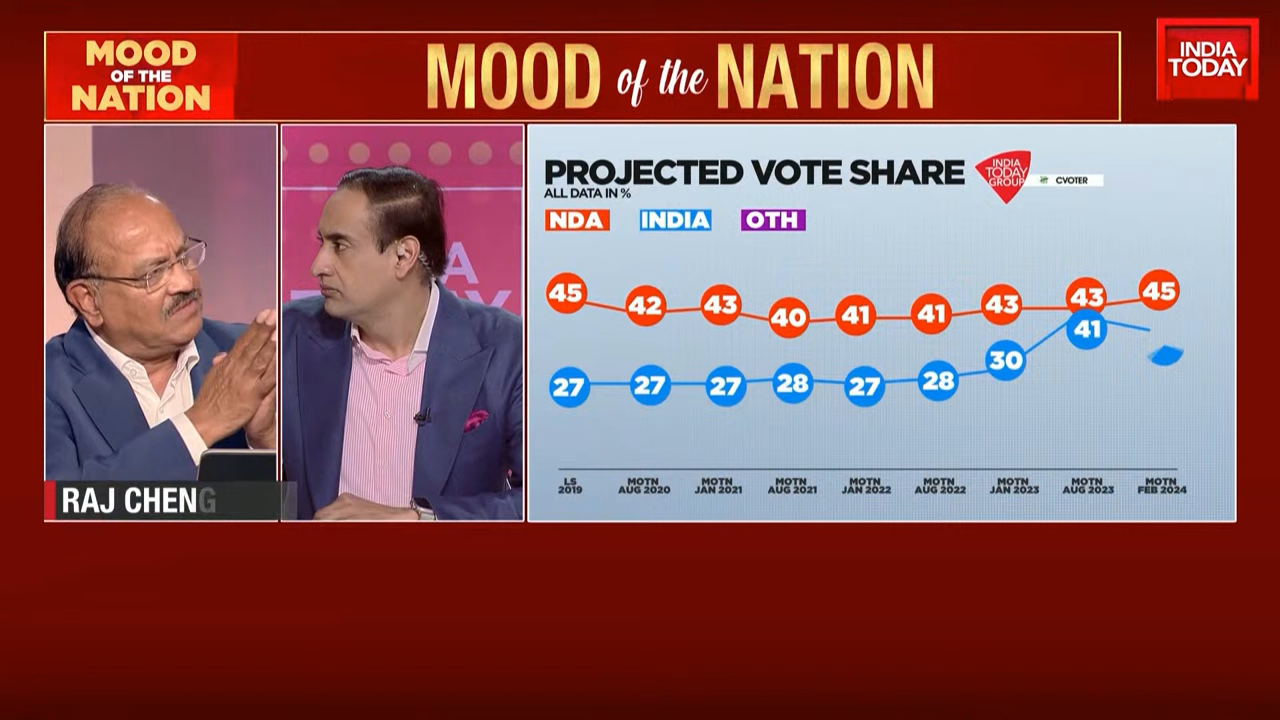 MOOD
OF THE
NATION
MOOD of the NATION
INDIA
TODAY
PROJECTED VOTE SHARE
ALL DATA IN %
INDIA
TODAY
GROUP
CVOTER
NDA
INDIA
OTH
45
42
43
40
41
41
43
43
45
27
27
27
28
27
28
30
41
LS
2019
MOTN
AUG 2020
MOTN
JAN 2021
MOTN
AUG 2021
MOTN
JAN 2022
MOTN
AUG 2022
MOTN
JAN 2023
MOTN
AUG 2023
MOTN
FEB 2024
RAJ CHENG